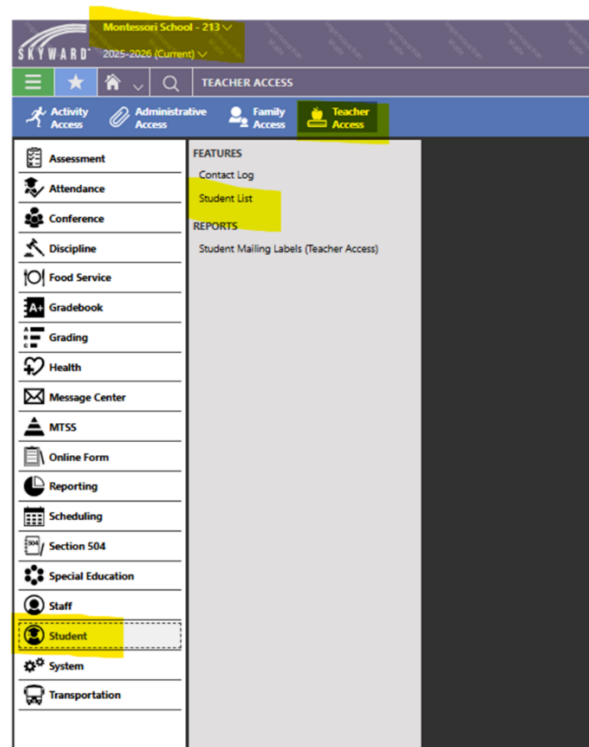 Montessori School - 213
SKYWARD
2025-2026 (Current)
TEACHER ACCESS
Activity Access
Administrative Access
Family Access
Teacher Access
Assessment
Attendance
Conference
Discipline
Food Service
A+ Gradebook
Grading
Health
Message Center
MTSS
Online Form
Reporting
Scheduling
504 Section 504
Special Education
Staff
Student
System
Transportation
FEATURES
Contact Log
Student List
REPORTS
Student Mailing Labels (Teacher Access)